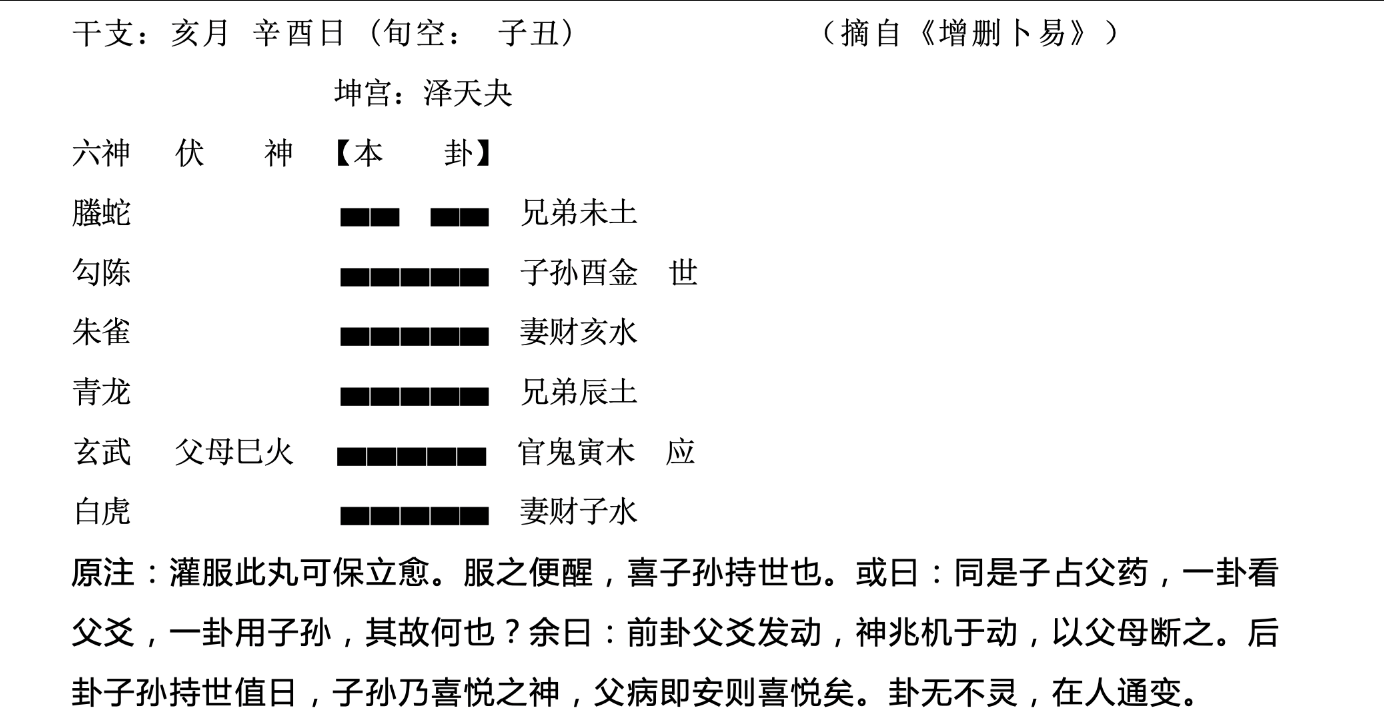 干支：亥月 辛酉日（旬空： 子丑） （摘自《增删卜易》）
坤宫：泽天夬
六神 伏 神 【本 卦】
螣蛇 兄弟未土
勾陈 子孙酉金 世
朱雀 妻财亥水
青龙 兄弟辰土
玄武 父母巳火 官鬼寅木 应
白虎 妻财子水
原注：灌服此丸可保立愈。服之便醒，喜子孙持世也。或曰：同是子占父药，一卦看
父爻，一卦用子孙，其故何也？余曰：前卦父爻发动，神兆机于动，以父母断之。后
卦子孙持世值日，子孙乃喜悦之神，父病即安则喜悦矣。卦无不灵，在人通变。